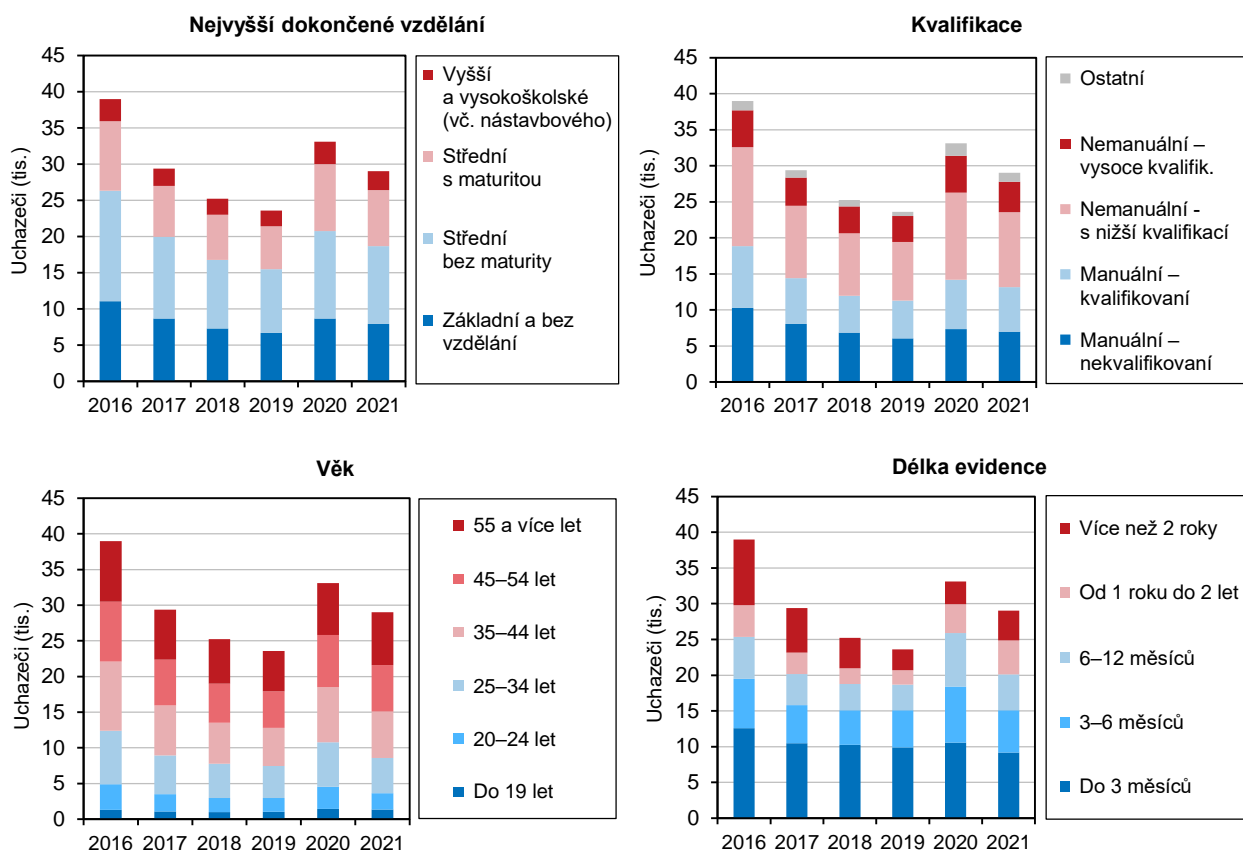 Nejvyšší dokončené vzdělání
Uchazeči (tis.)
45
40
35
30
25
20
15
10
5
0
2016 2017 2018 2019 2020 2021
Vyšší
a vysokoškolské
(vč. nástavbového)
Střední
s maturitou
Střední
bez maturity
Základní a bez
vzdělání
Kvalifikace
Uchazeči (tis.)
45
40
35
30
25
20
15
10
5
0
2016 2017 2018 2019 2020 2021
Ostatní
Nemanuální –
vysoce kvalifik.
Nemanuální -
s nižší kvalifikací
Manuální –
kvalifikovaní
Manuální –
nekvalifikovaní
Věk
Uchazeči (tis.)
45
40
35
30
25
20
15
10
5
0
2016 2017 2018 2019 2020 2021
55 a více let
45–54 let
35–44 let
25–34 let
20–24 let
Do 19 let
Délka evidence
Uchazeči (tis.)
45
40
35
30
25
20
15
10
5
0
2016 2017 2018 2019 2020 2021
Více než 2 roky
Od 1 roku do 2 let
6–12 měsíců
3–6 měsíců
Do 3 měsíců